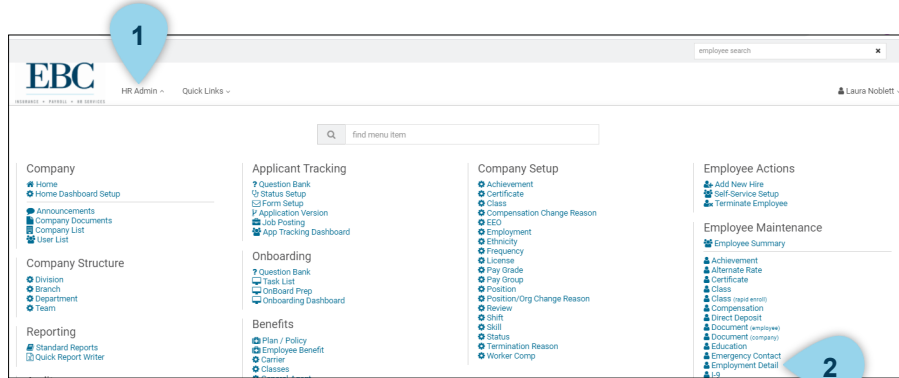 1
employee search
EBC
INSURANCE • PAYROLL • HR SERVICES
HR Admin
Quick Links
Laura Noblett
find menu item
Company
Home
Home Dashboard Setup
Announcements
Company Documents
Company List
User List
Company Structure
Division
Branch
Department
Team
Reporting
Standard Reports
Quick Report Writer
Applicant Tracking
Question Bank
Status Setup
Form Setup
Application Version
Job Posting
App Tracking Dashboard
Onboarding
Question Bank
Task List
OnBoard Prep
Onboarding Dashboard
Benefits
Plan / Policy
Employee Benefit
Carrier
Classes
General Agent
Company Setup
Achievement
Certificate
Class
Compensation Change Reason
EEO
Employment
Ethnicity
Frequency
License
Pay Grade
Pay Group
Position
Position/Org Change Reason
Review
Shift
Skill
Status
Termination Reason
Worker Comp
Employee Actions
Add New Hire
Self-Service Setup
Terminate Employee
Employee Maintenance
Employee Summary
Achievement
Alternate Rate
Certificate
Class
Class (rapid enroll)
Compensation
Direct Deposit
Document (employee)
Document (company)
Education
Emergency Contact
Employment Detail
I-9
2